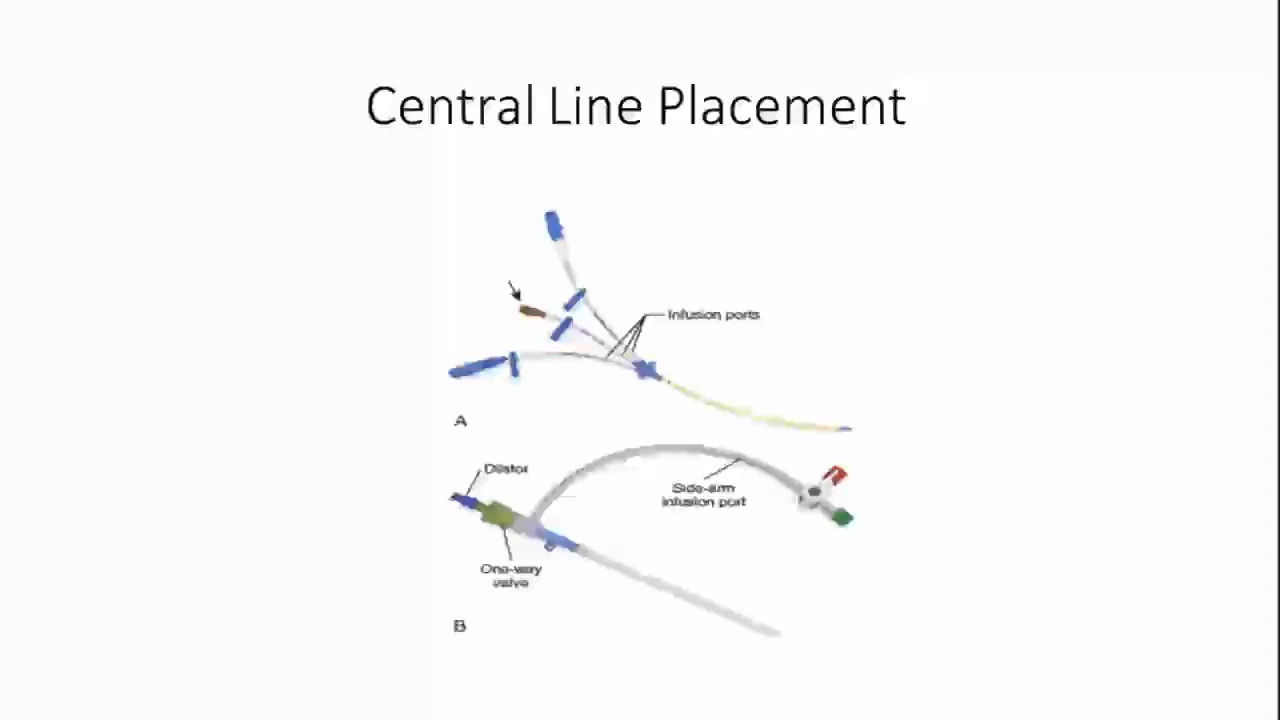 Central Line Placement
Infusion ports
A
Dilator
Side-arm
infusion port
One-way
valve
B